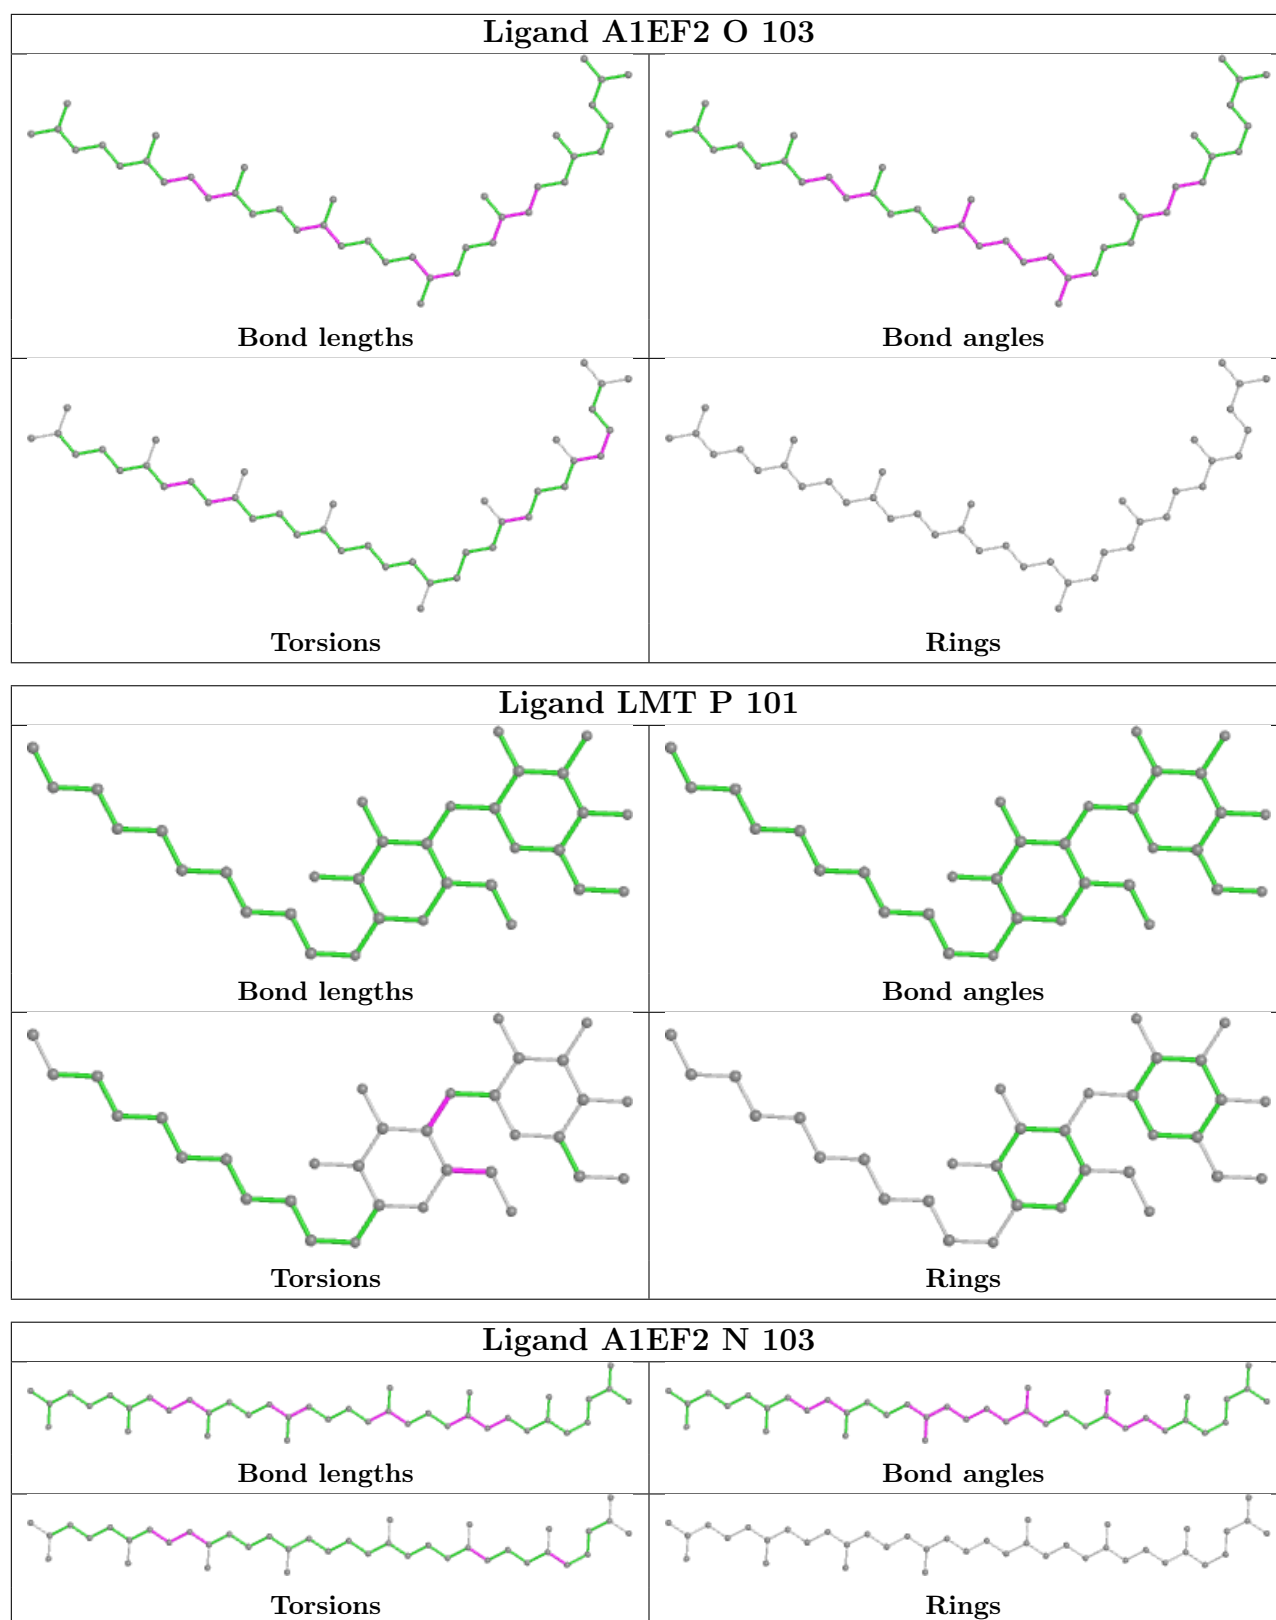 Ligand A1EF2 O 103
Bond lengths
Bond angles
Torsions
Rings
Ligand LMT P 101
Bond lengths
Bond angles
Torsions
Rings
Ligand A1EF2 N 103
Bond lengths
Bond angles
Torsions
Rings